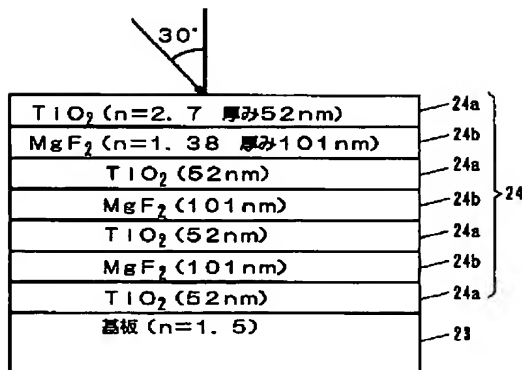 30°
TiO2 (n=2. 7 厚み52nm) 24a
MgF2 (n=1. 38 厚み101nm) 24b
TiO2 (52nm) 24a
MgF2 (101nm) 24b
24
TiO2 (52nm) 24a
MgF2 (101nm) 24b
TiO2 (52nm) 24a
基板 (n=1. 5) 23